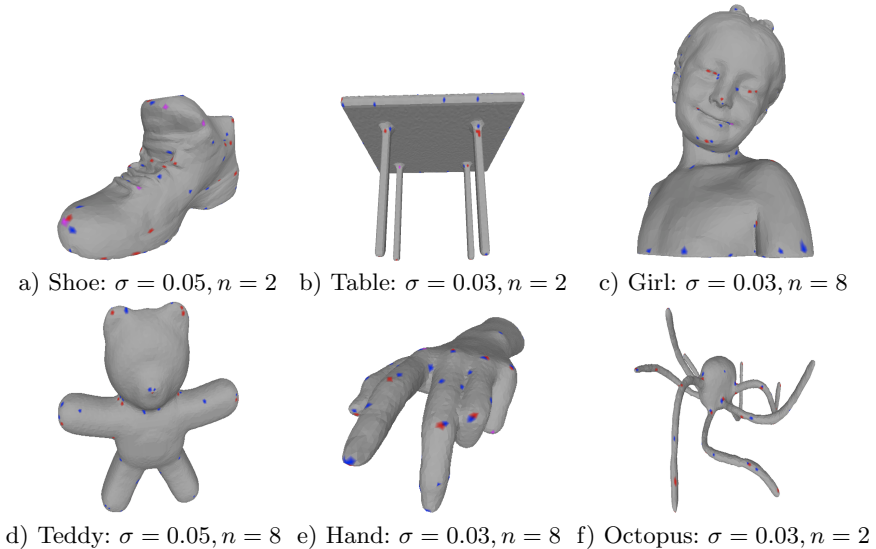 a) Shoe: σ = 0.05, n = 2 b) Table: σ = 0.03, n = 2 c) Girl: σ = 0.03, n = 8
d) Teddy: σ = 0.05, n = 8 e) Hand: σ = 0.03, n = 8 f) Octopus: σ = 0.03, n = 2